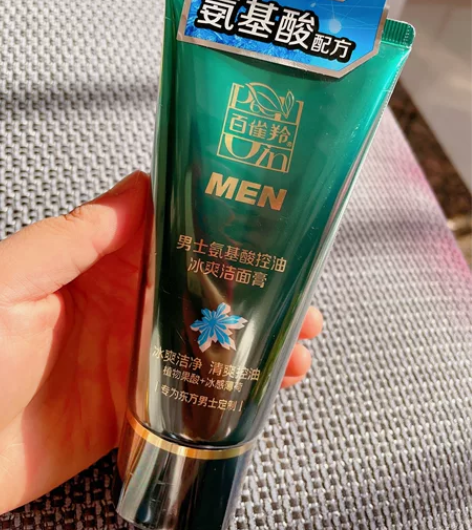 氨基酸配方
百雀羚®
MEN
男士氨基酸控油
冰爽洁面膏
冰爽洁净 清爽控油
植物果酸+冰感薄荷
专为东方男士定制